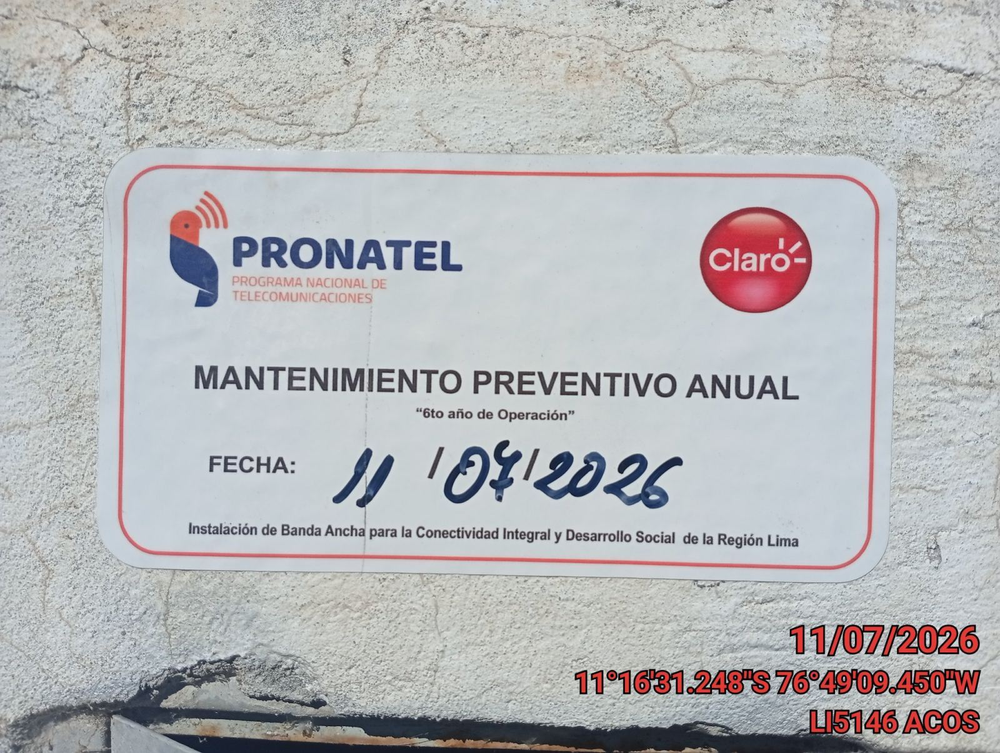 PRONATEL
PROGRAMA NACIONAL DE
TELECOMUNICACIONES
Claro
MANTENIMIENTO PREVENTIVO ANUAL
“6to año de Operación”
FECHA: 11 /07/2026
Instalación de Banda Ancha para la Conectividad Integral y Desarrollo Social de la Región Lima
11/07/2026
11°16'31.248"S 76°49'09.450"W
LI5146 ACOS